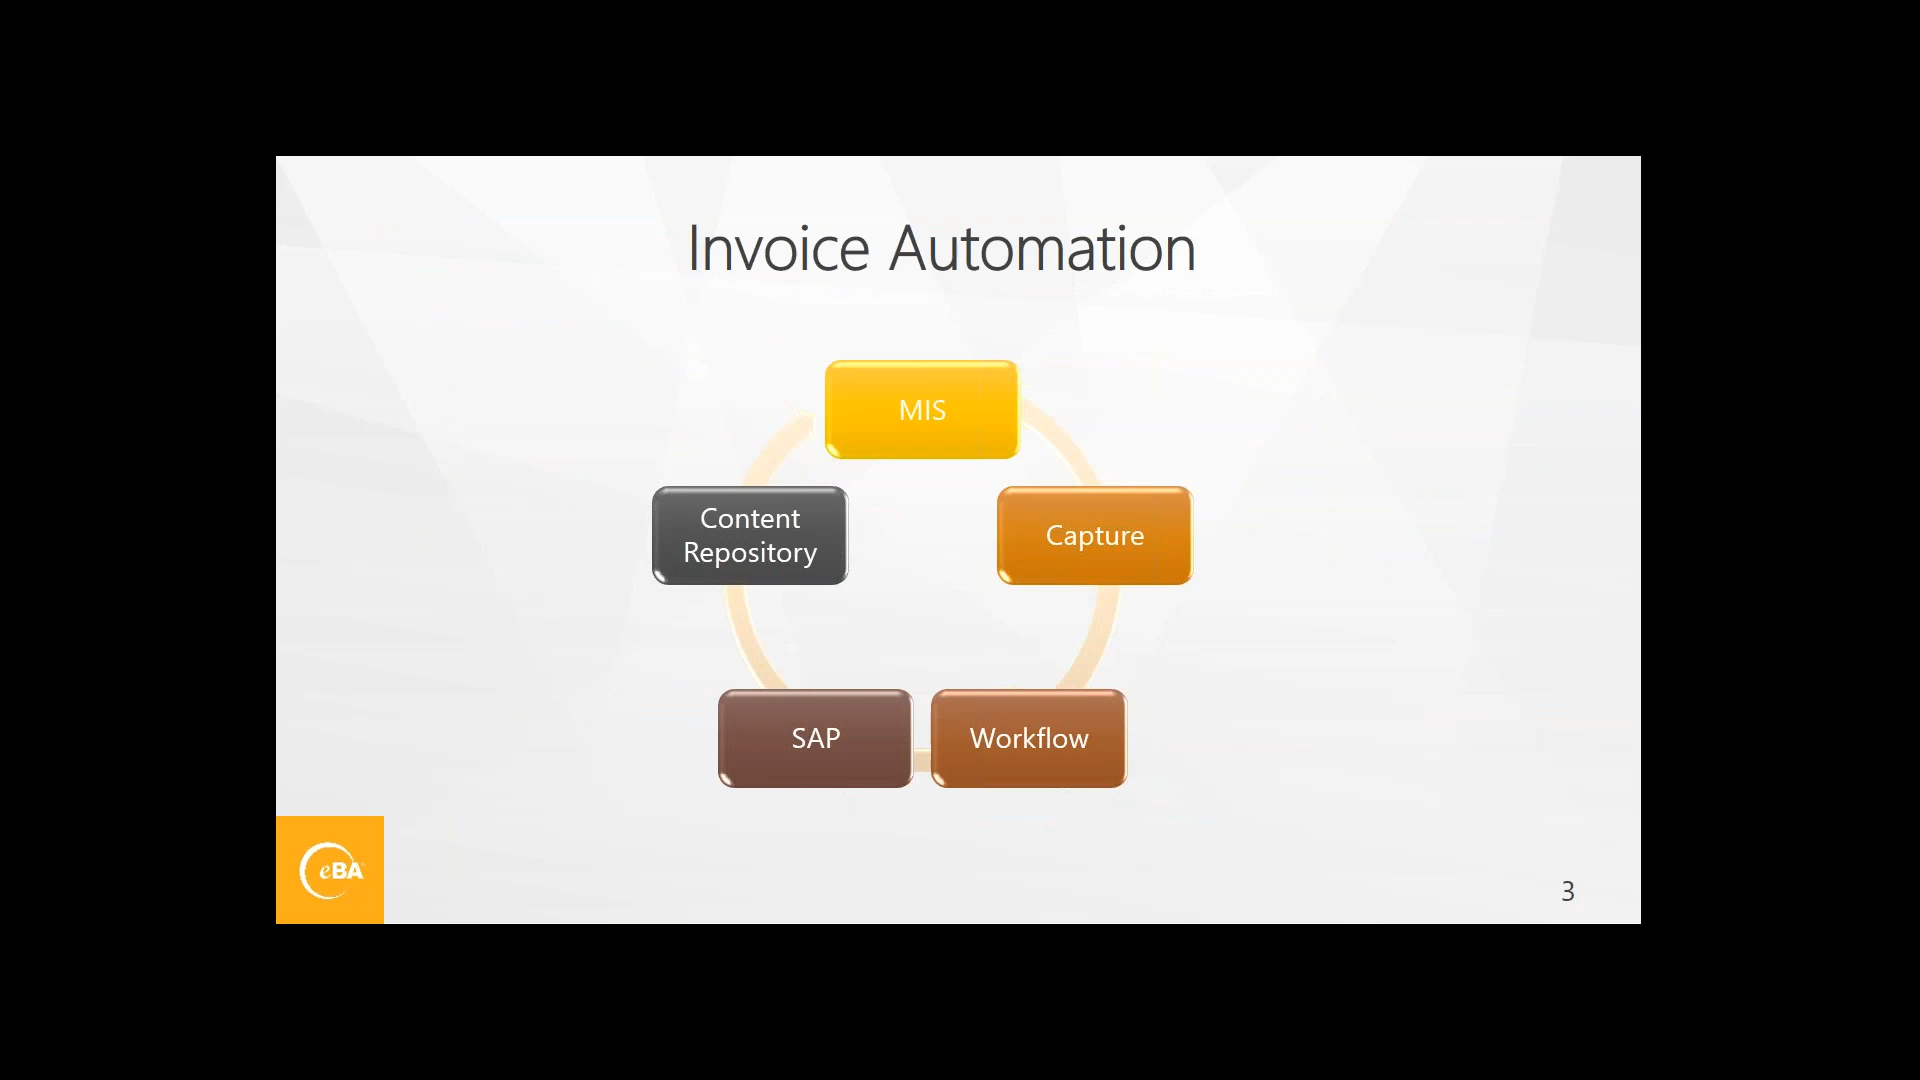 Invoice Automation
MIS
Content
Repository
Capture
SAP
Workflow
eBA
3